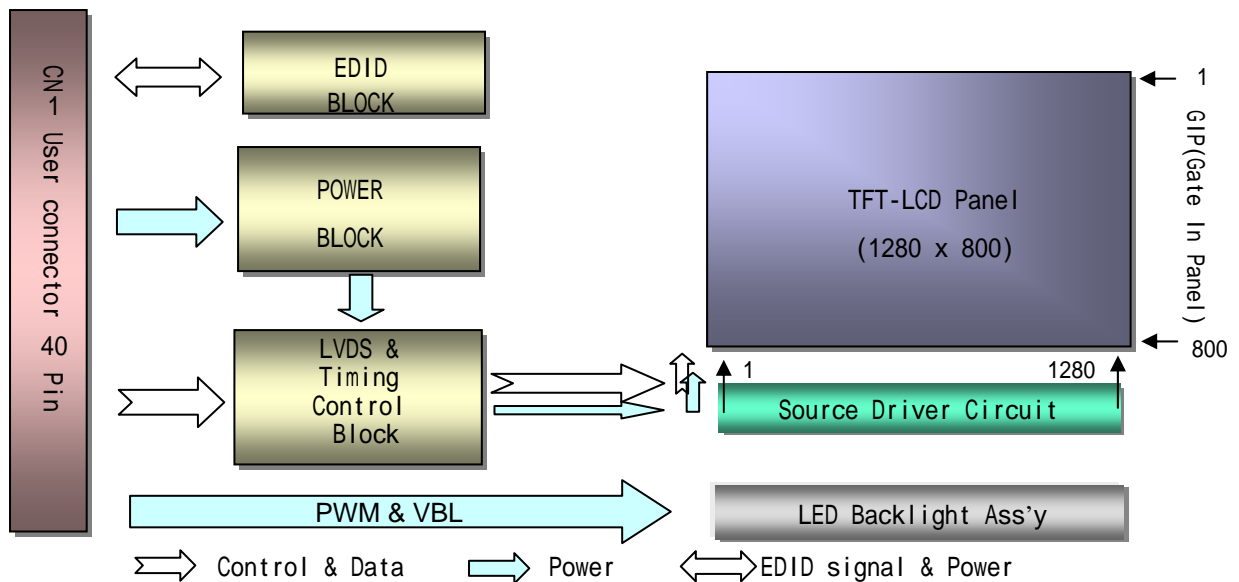 CN-1 User connector 40 Pin
EDID
BLOCK
POWER
BLOCK
LVDS &
Timing
Control
Block
TFT-LCD Panel
(1280 x 800)
1
GIP(Gate In Panel)
800
1
1280
Source Driver Circuit
PWM & VBL
LED Backlight Ass’y
Control & Data
Power
EDID signal & Power